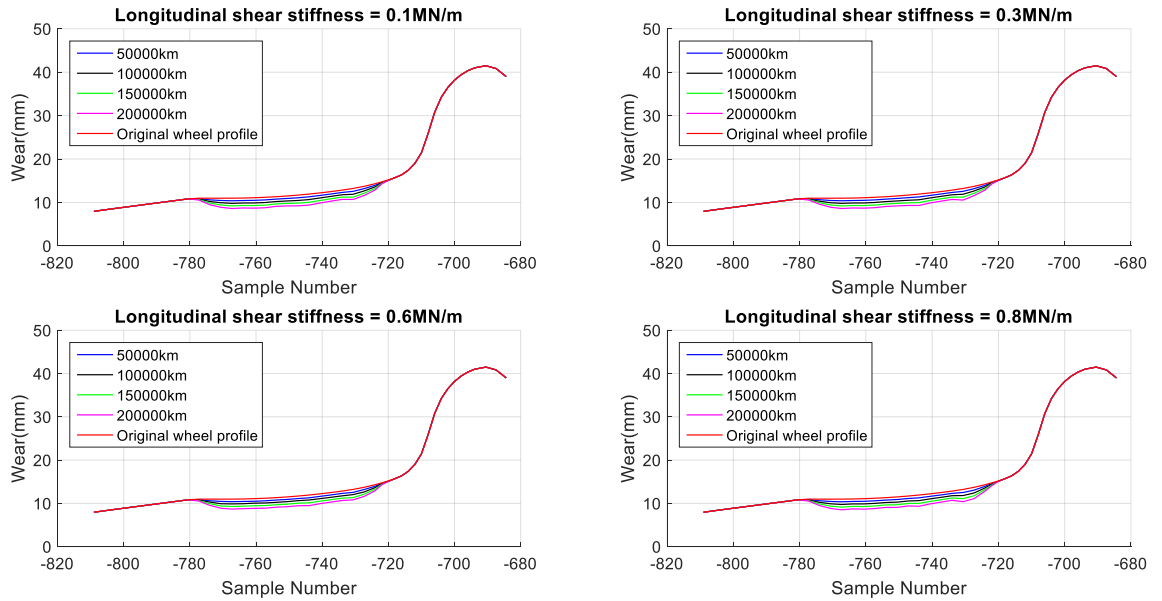 Longitudinal shear stiffness = 0.1MN/m
50
40
30
20
10
0
Wear(mm)
50000km
100000km
150000km
200000km
Original wheel profile
-820 -800 -780 -760 -740 -720 -700 -680
Sample Number
Longitudinal shear stiffness = 0.3MN/m
50
40
30
20
10
0
Wear(mm)
50000km
100000km
150000km
200000km
Original wheel profile
-820 -800 -780 -760 -740 -720 -700 -680
Sample Number
Longitudinal shear stiffness = 0.6MN/m
50
40
30
20
10
0
Wear(mm)
50000km
100000km
150000km
200000km
Original wheel profile
-820 -800 -780 -760 -740 -720 -700 -680
Sample Number
Longitudinal shear stiffness = 0.8MN/m
50
40
30
20
10
0
Wear(mm)
50000km
100000km
150000km
200000km
Original wheel profile
-820 -800 -780 -760 -740 -720 -700 -680
Sample Number